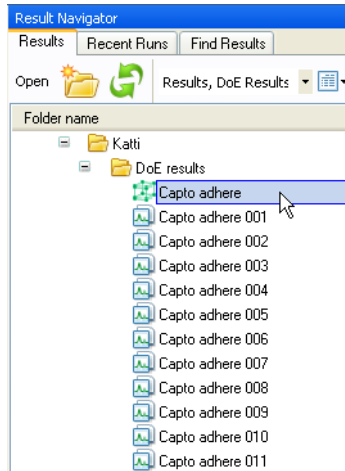 Result Navigator
Results Recent Runs Find Results
Open Results, DoE Results
Folder name
Katti
DoE results
Capto adhere
Capto adhere 001
Capto adhere 002
Capto adhere 003
Capto adhere 004
Capto adhere 005
Capto adhere 006
Capto adhere 007
Capto adhere 008
Capto adhere 009
Capto adhere 010
Capto adhere 011